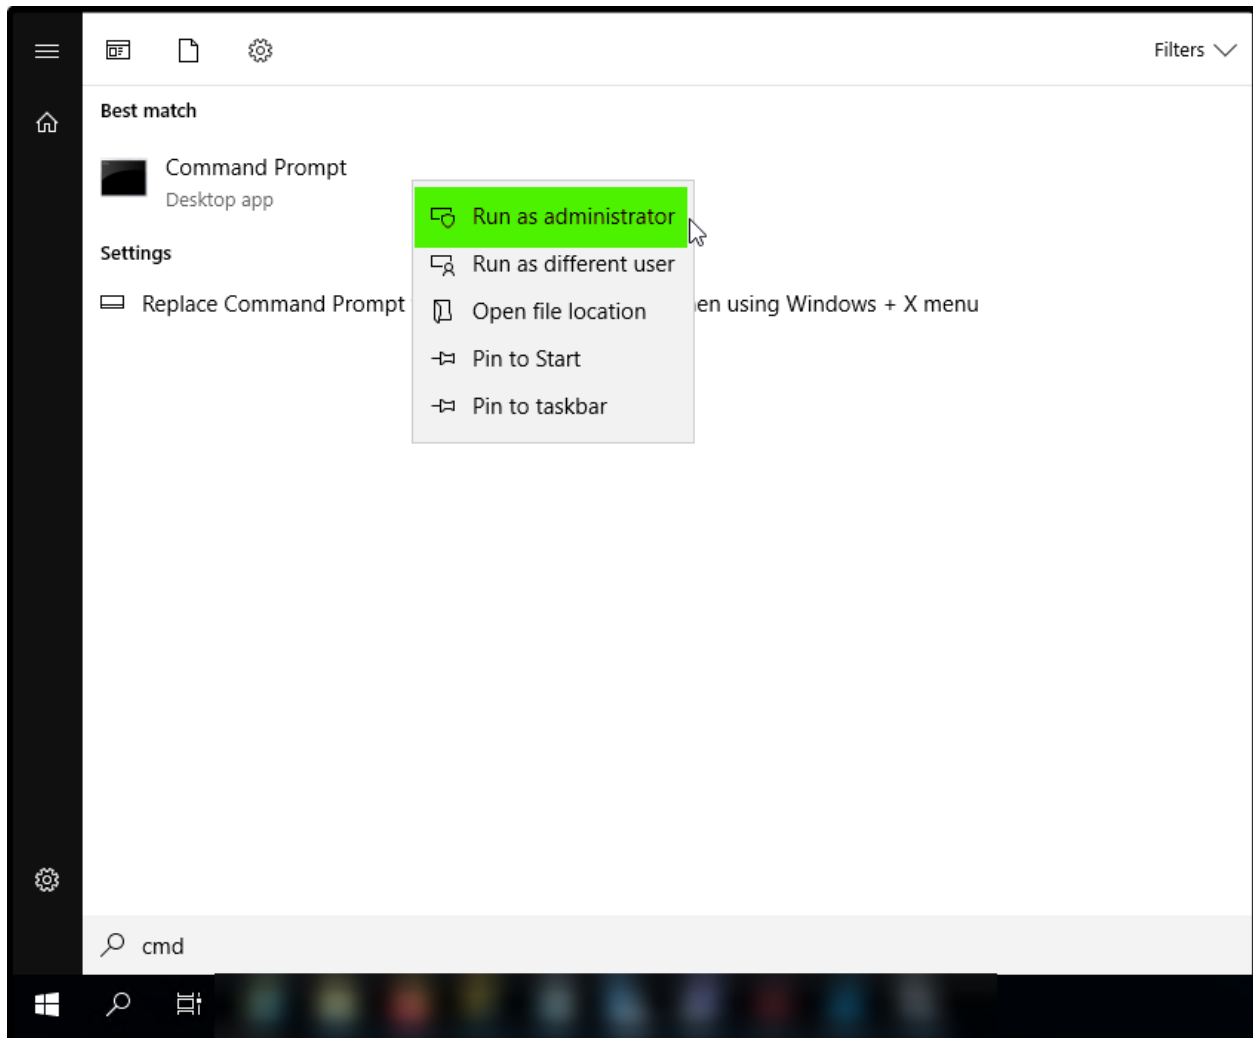 Filters
Best match
Command Prompt
Desktop app
Run as administrator
Settings
Run as different user
Replace Command Prompt
en using Windows + X menu
Open file location
Pin to Start
Pin to taskbar
cmd